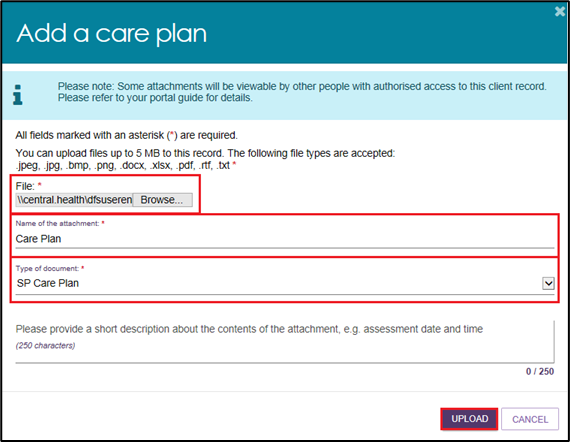 Add a care plan
Please note: Some attachments will be viewable by other people with authorised access to this client record.
Please refer to your portal guide for details.
All fields marked with an asterisk (*) are required.
You can upload files up to 5 MB to this record. The following file types are accepted:
.jpeg, .jpg, .bmp, .png, .docx, .xlsx, .pdf, .rtf, .txt *
File: *
\\central.health\dfsuseren Browse...
Name of the attachment: *
Care Plan
Type of document: *
SP Care Plan
Please provide a short description about the contents of the attachment, e.g. assessment date and time
(250 characters)
0 / 250
UPLOAD CANCEL